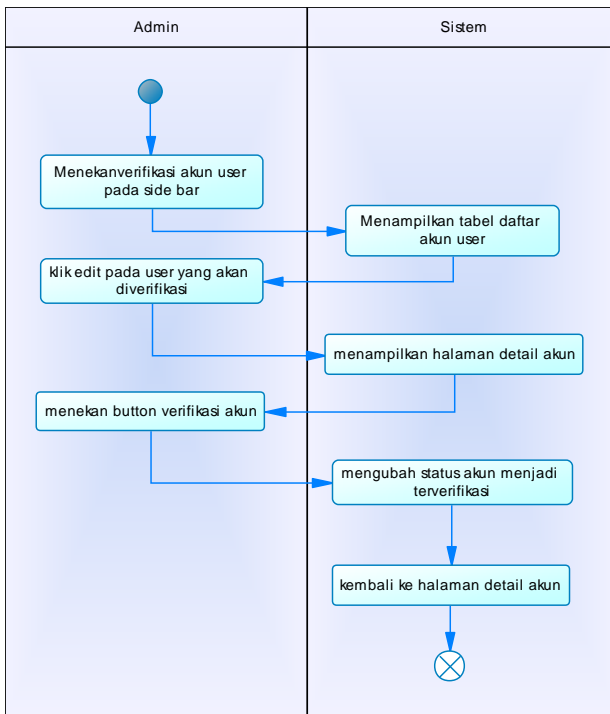 Admin
Sistem
Menekanverifikasi akun user
pada side bar
Menampilkan tabel daftar
akun user
klik edit pada user yang akan
diverifikasi
menampilkan halaman detail akun
menekan button verifikasi akun
mengubah status akun menjadi
terverifikasi
kembali ke halaman detail akun